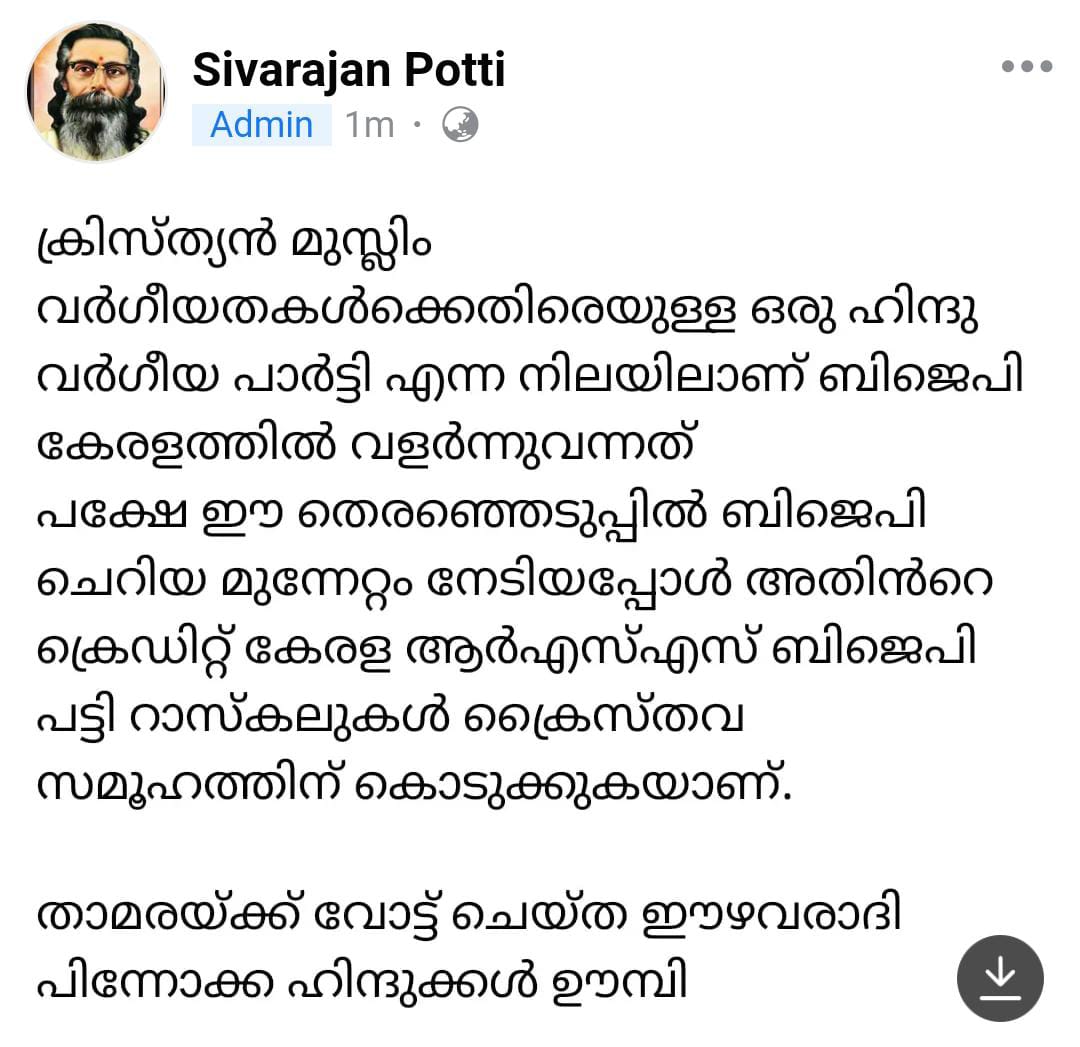 Sivarajan Potti
Admin 1m ·
ക്രിസ്ത്യൻ മുസ്ലിം
വർഗീയതകൾക്കെതിരെയുള്ള ഒരു ഹിന്ദു
വർഗീയ പാർട്ടി എന്ന നിലയിലാണ് ബിജെപി
കേരളത്തിൽ വളർന്നുവന്നത്
പക്ഷേ ഈ തെരഞ്ഞെടുപ്പിൽ ബിജെപി
ചെറിയ മുന്നേറ്റം നേടിയപ്പോൾ അതിൻറെ
ക്രെഡിറ്റ് കേരള ആർഎസ്എസ് ബിജെപി
പട്ടി റാസ്കലുകൾ ക്രൈസ്തവ
സമൂഹത്തിന് കൊടുക്കുകയാണ്.
താമരയ്ക്ക് വോട്ട് ചെയ്ത ഈഴവരാദി
പിന്നോക്ക ഹിന്ദുക്കൾ ഊമ്പി